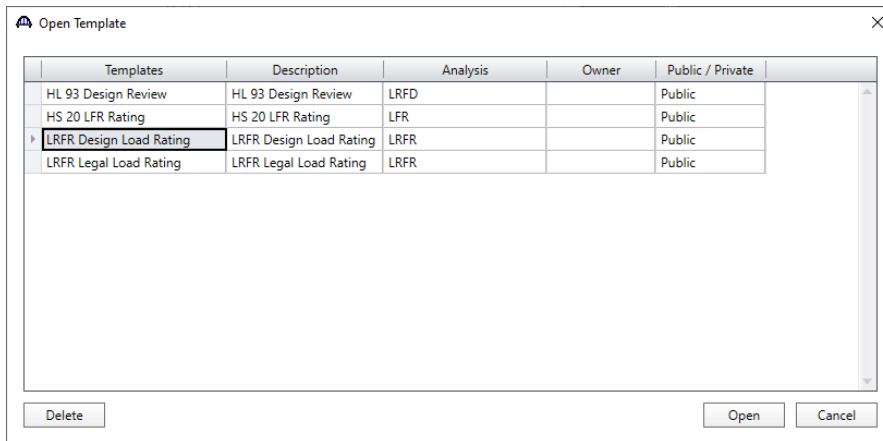 Open Template
Templates Description Analysis Owner Public / Private
HL 93 Design Review HL 93 Design Review LRFD Public
HS 20 LFR Rating HS 20 LFR Rating LFR Public
LRFR Design Load Rating LRFR Design Load Rating LRFR Public
LRFR Legal Load Rating LRFR Legal Load Rating LRFR Public
Delete Open Cancel